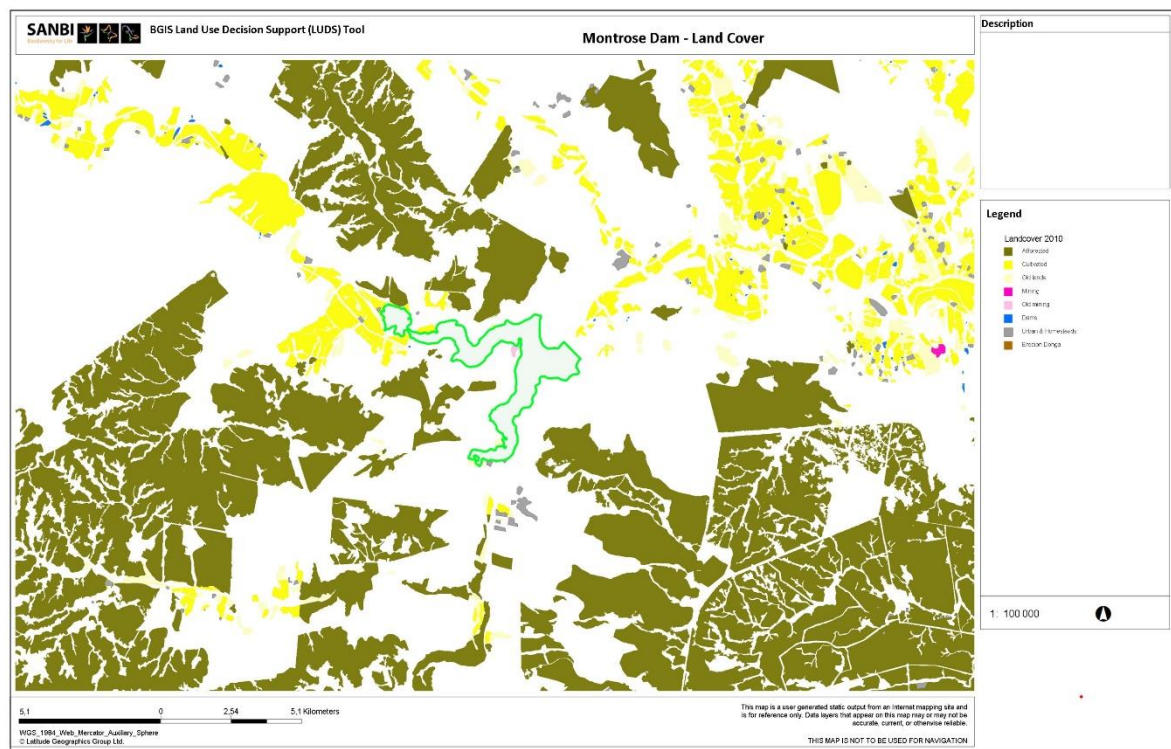 SANBI
Biodiversity for Life
BGIS Land Use Decision Support (LUDS) Tool
Montrose Dam - Land Cover
Description
Legend
Landcover 2010
Afforested
Cultivated
Old lands
Mining
Old mining
Dams
Urban & Homesteads
Erosion Donga
1: 100 000
5,1 0 2,54 5,1 Kilometers
WGS_1984_Web_Mercator_Auxiliary_Sphere
© Latitude Geographics Group Ltd.
This map is a user generated static output from an Internet mapping site and
is for reference only. Data layers that appear on this map may or may not be
accurate, current, or otherwise reliable.
THIS MAP IS NOT TO BE USED FOR NAVIGATION